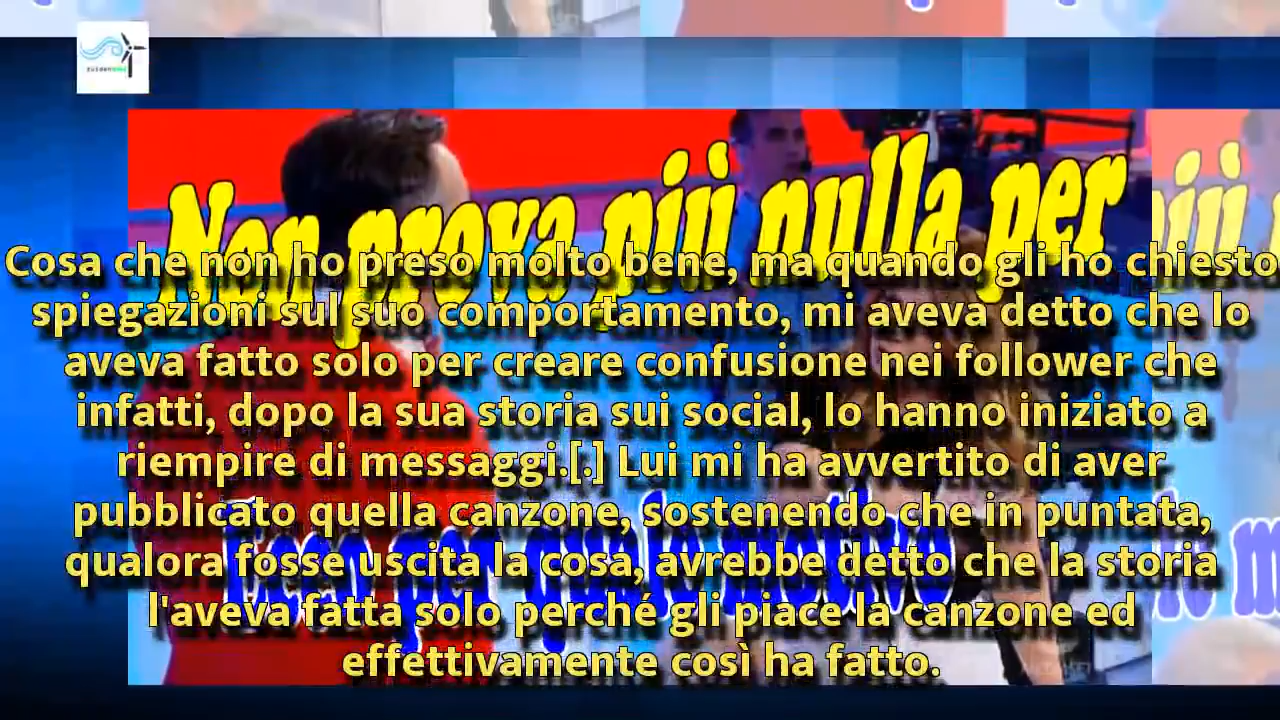 Non prova più nulla per
Cosa che non ho preso molto bene, ma quando gli ho chiesto
spiegazioni sul suo comportamento, mi aveva detto che lo
aveva fatto solo per creare confusione nei follower che
infatti, dopo la sua storia sui social, lo hanno iniziato a
riempire di messaggi.[.] Lui mi ha avvertito di aver
pubblicato quella canzone, sostenendo che in puntata,
qualora fosse uscita la cosa, avrebbe detto che la storia
l'aveva fatta solo perché gli piace la canzone ed
effettivamente così ha fatto.
Ecco per quale motivo